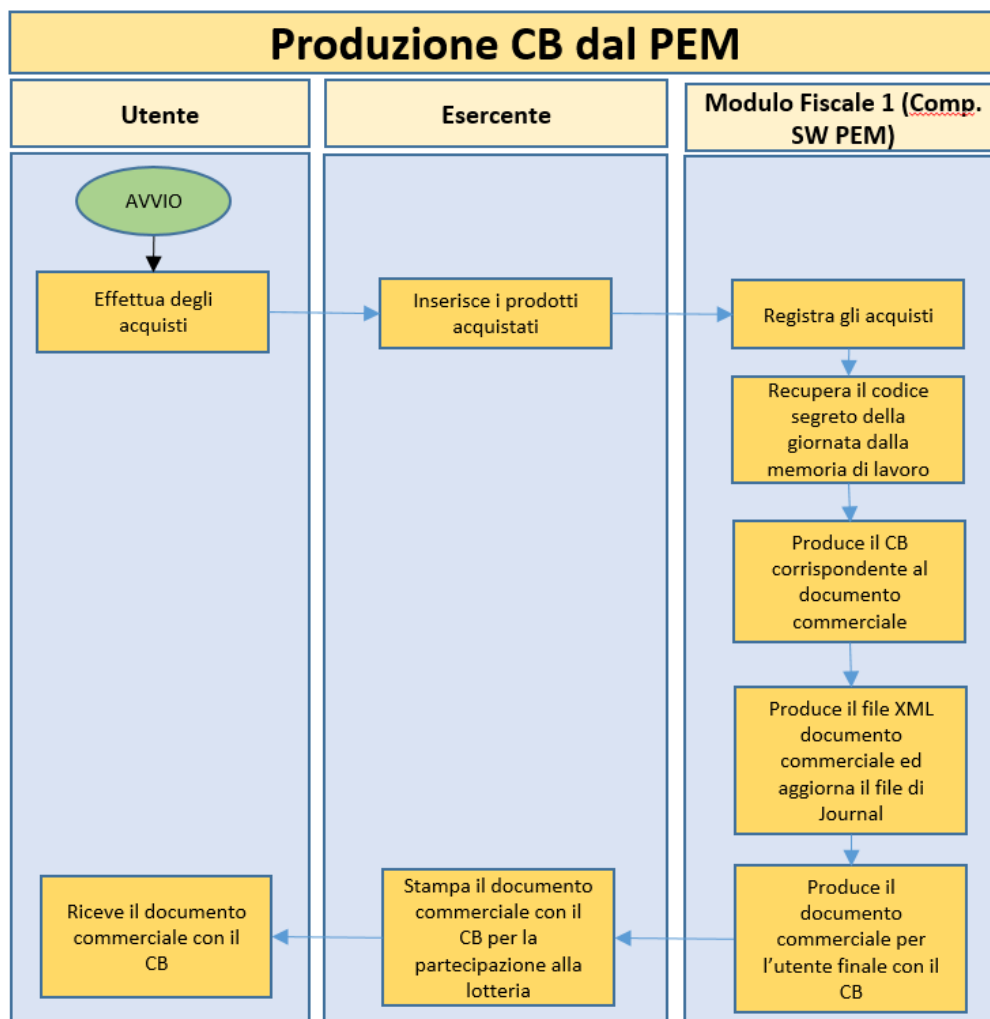 Produzione CB dal PEM
Utente
Esercente
Modulo Fiscale 1 (Comp.
SW PEM)
AVVIO
Effettua degli
acquisti
Inserisce i prodotti
acquistati
Registra gli acquisti
Recupera il codice
segreto della
giornata dalla
memoria di lavoro
Produce il CB
corrispondente al
documento
commerciale
Produce il file XML
documento
commerciale ed
aggiorna il file di
Journal
Produce il
documento
commerciale per
l’utente finale con il
CB
Stampa il documento
commerciale con il
CB per la
partecipazione alla
lotteria
Riceve il documento
commerciale con il
CB